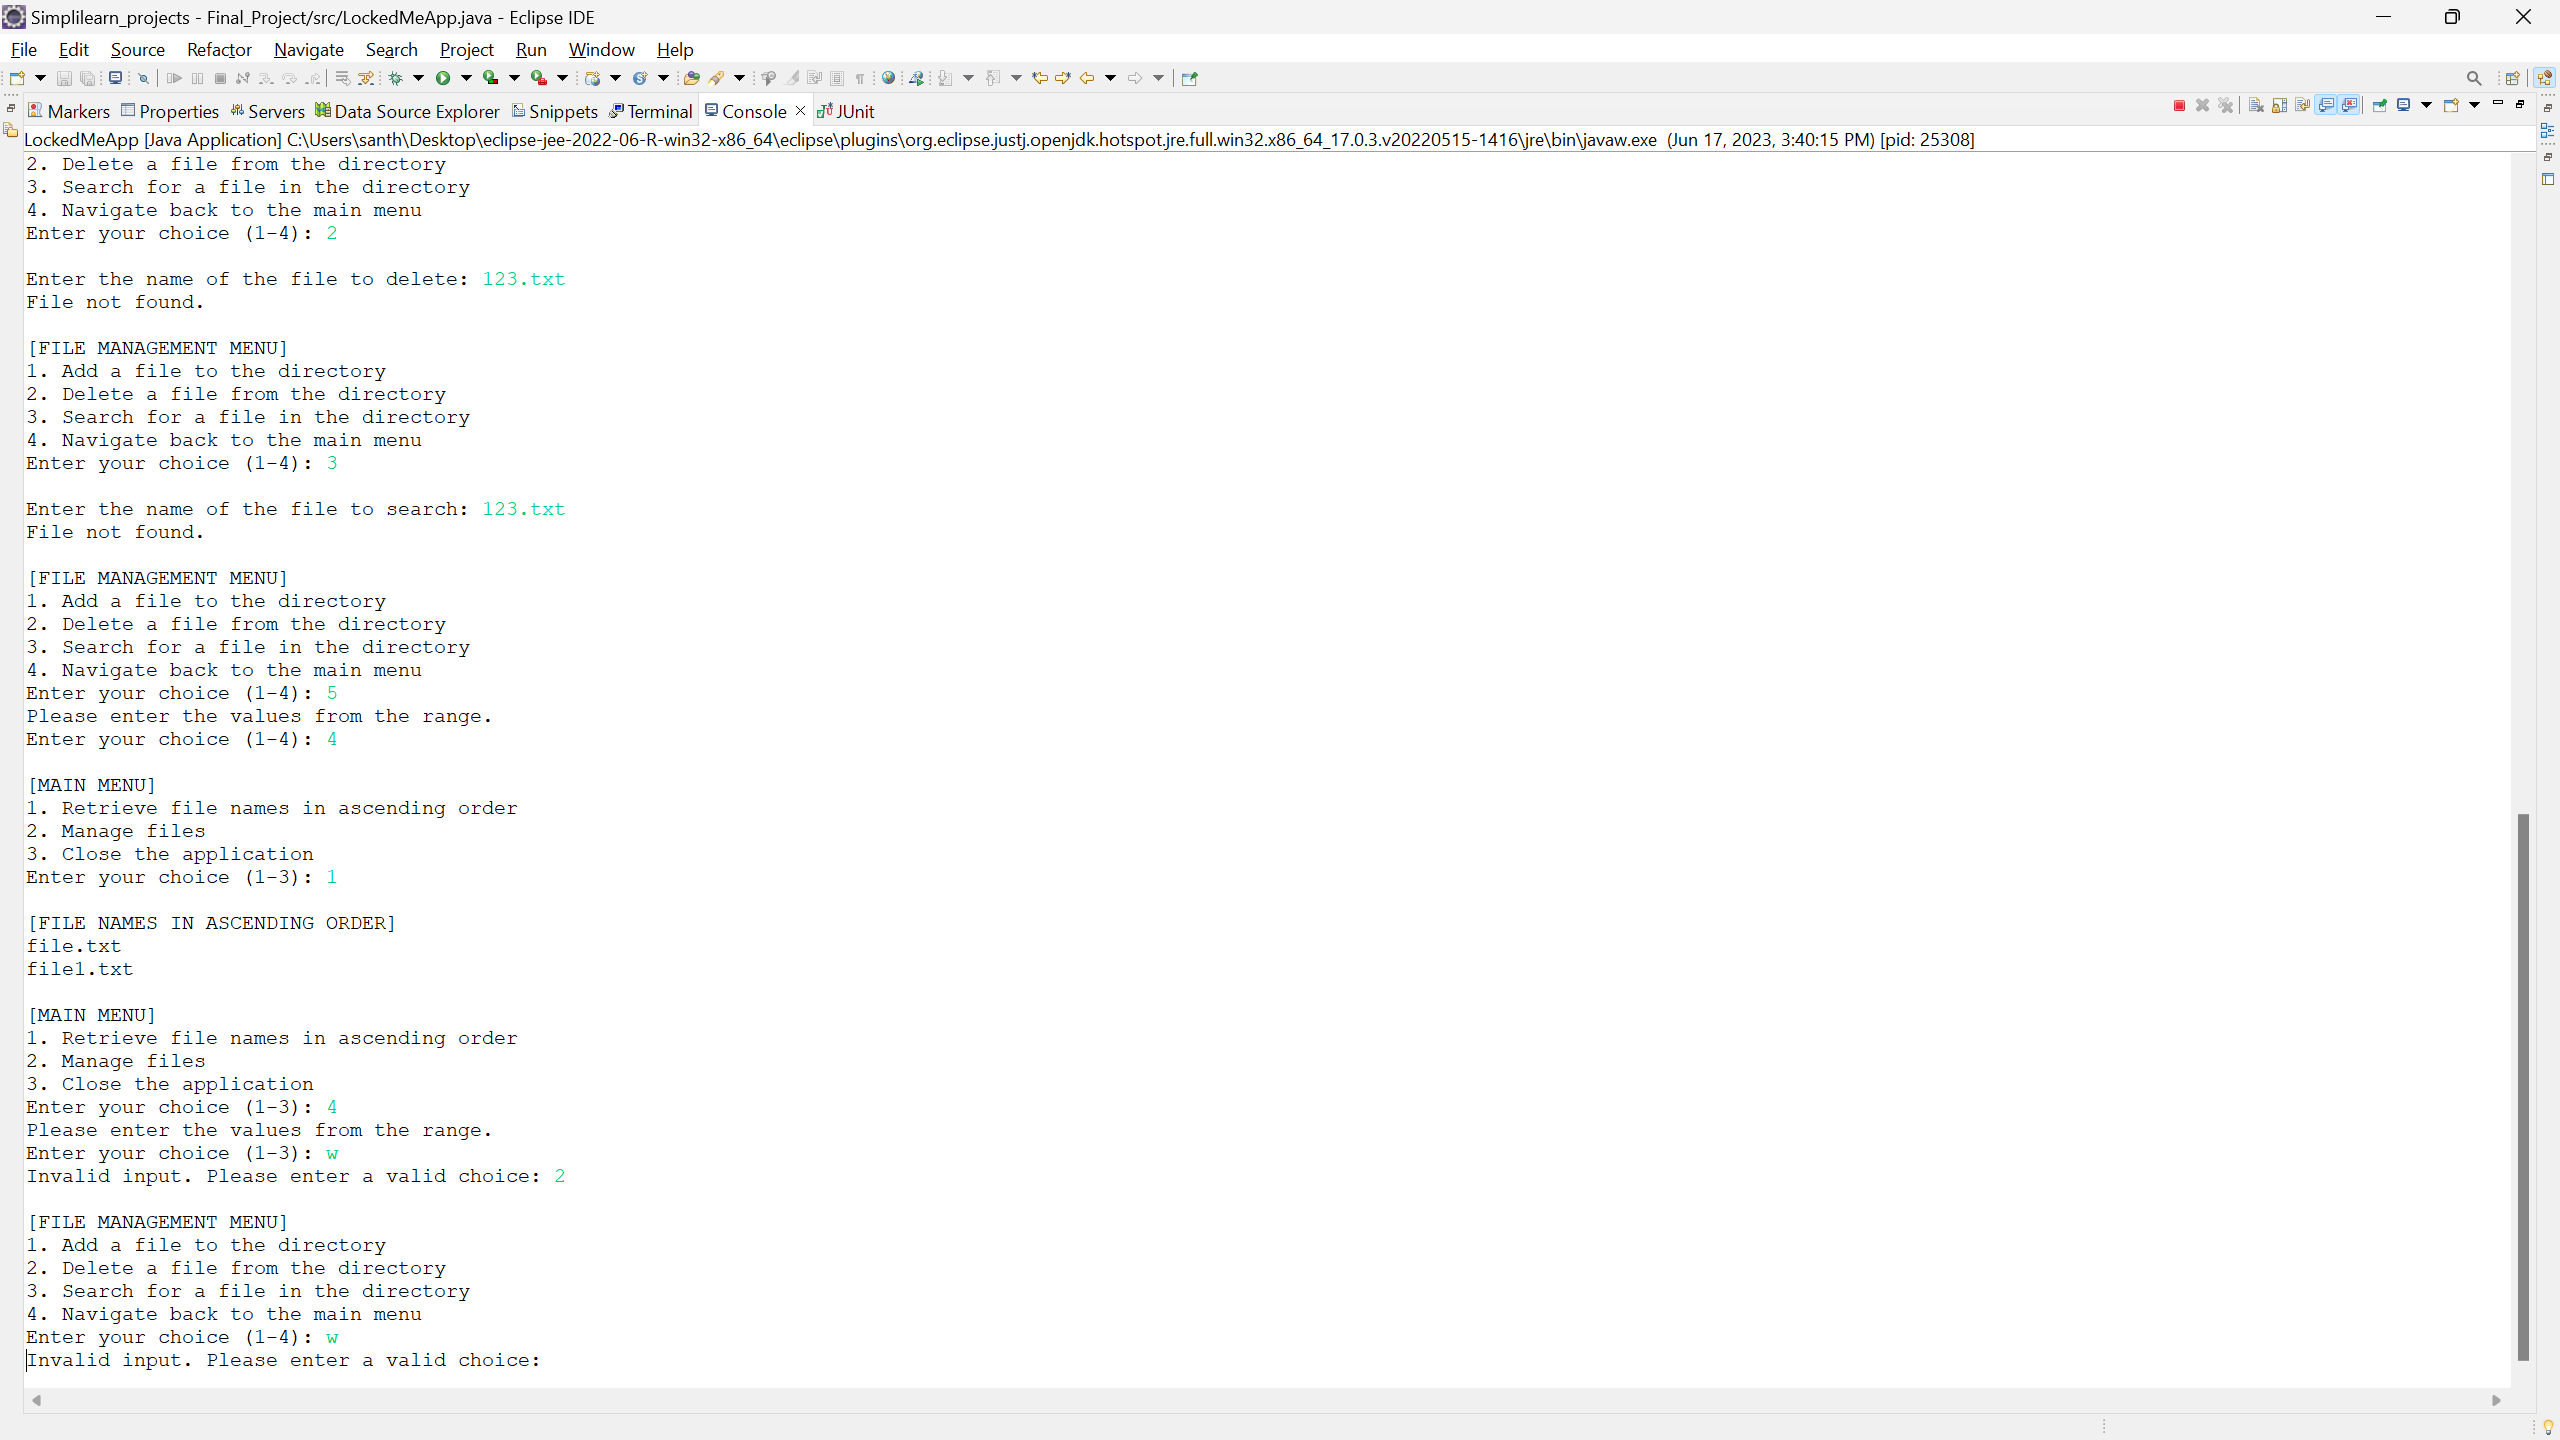 Simplilearn_projects - Final_Project/src/LockedMeApp.java - Eclipse IDE
File Edit Source Refactor Navigate Search Project Run Window Help
Markers Properties Servers Data Source Explorer Snippets Terminal Console JUnit
LockedMeApp [Java Application] C:\Users\santh\Desktop\eclipse-jee-2022-06-R-win32-x86_64\eclipse\plugins\org.eclipse.justj.openjdk.hotspot.jre.full.win32.x86_64_17.0.3.v20220515-1416\jre\bin\javaw.exe (Jun 17, 2023, 3:40:15 PM) [pid: 25308]
2. Delete a file from the directory
3. Search for a file in the directory
4. Navigate back to the main menu
Enter your choice (1-4): 2
Enter the name of the file to delete: 123.txt
File not found.
[FILE MANAGEMENT MENU]
1. Add a file to the directory
2. Delete a file from the directory
3. Search for a file in the directory
4. Navigate back to the main menu
Enter your choice (1-4): 3
Enter the name of the file to search: 123.txt
File not found.
[FILE MANAGEMENT MENU]
1. Add a file to the directory
2. Delete a file from the directory
3. Search for a file in the directory
4. Navigate back to the main menu
Enter your choice (1-4): 5
Please enter the values from the range.
Enter your choice (1-4): 4
[MAIN MENU]
1. Retrieve file names in ascending order
2. Manage files
3. Close the application
Enter your choice (1-3): 1
[FILE NAMES IN ASCENDING ORDER]
file.txt
file1.txt
[MAIN MENU]
1. Retrieve file names in ascending order
2. Manage files
3. Close the application
Enter your choice (1-3): 4
Please enter the values from the range.
Enter your choice (1-3): w
Invalid input. Please enter a valid choice: 2
[FILE MANAGEMENT MENU]
1. Add a file to the directory
2. Delete a file from the directory
3. Search for a file in the directory
4. Navigate back to the main menu
Enter your choice (1-4): w
Invalid input. Please enter a valid choice: